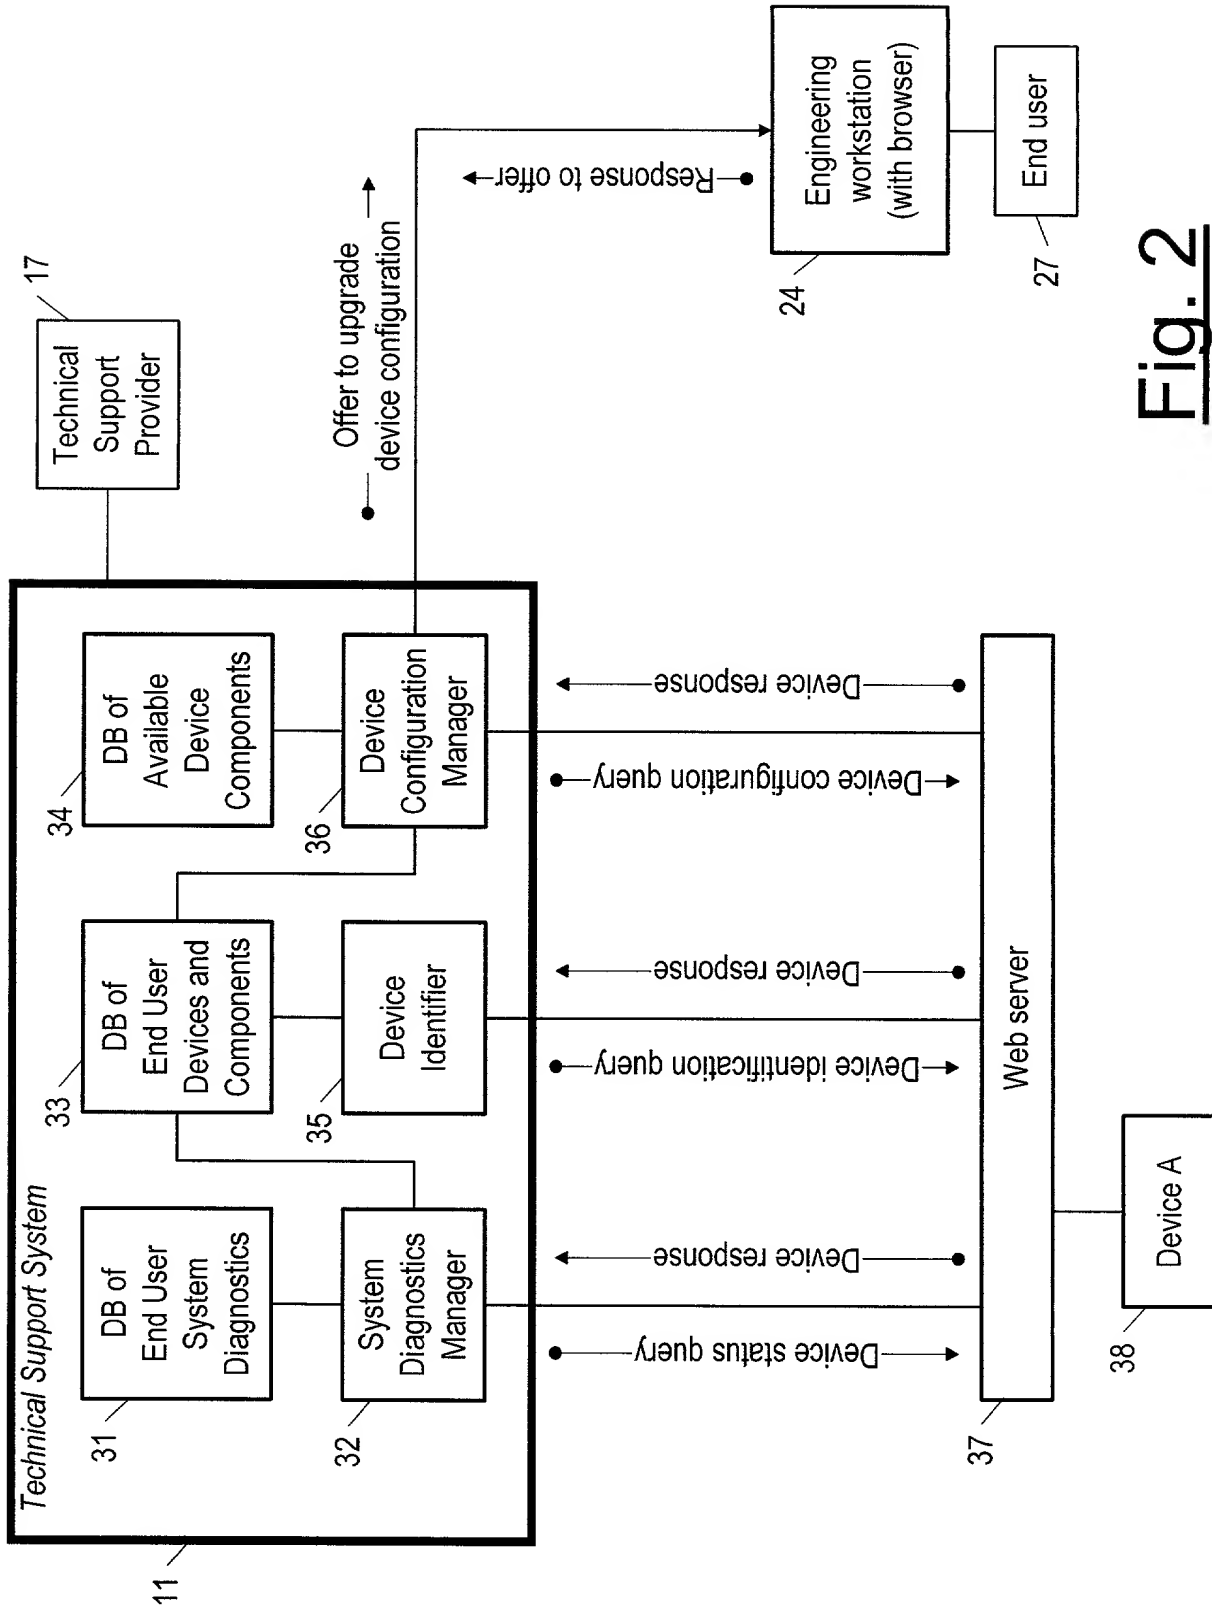 Technical Support System
11
Technical
Support
Provider
17
DB of
End User
System
Diagnostics
31
DB of
End User
Devices and
Components
33
DB of
Available
Device
Components
34
System
Diagnostics
Manager
32
Device
Identifier
35
Device
Configuration
Manager
36
Offer to upgrade
device configuration
Response to offer
Engineering
workstation
(with browser)
24
End user
27
Device status query
Device response
Device identification query
Device response
Device configuration query
Device response
Web server
37
Device A
38
Fig. 2